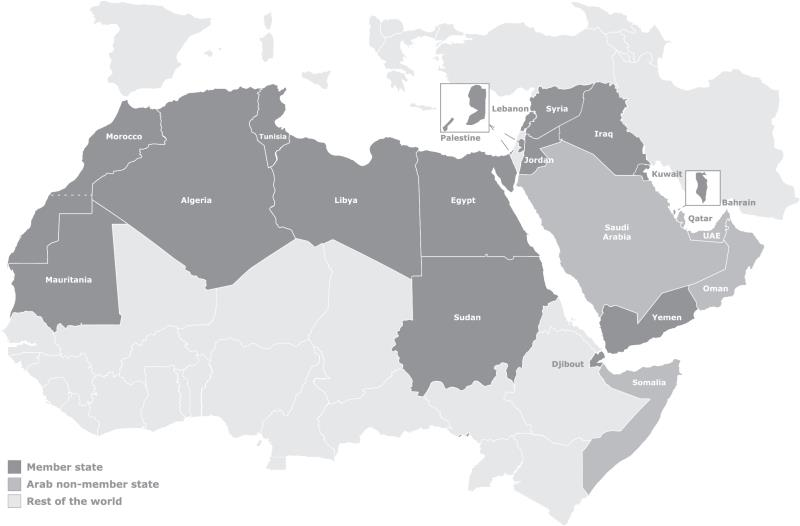 Lebanon
Syria
Morocco
Tunisia
Palestine
Iraq
Jordan
Kuwait
Algeria
Libya
Egypt
Bahrain
Qatar
Saudi
Arabia
UAE
Mauritania
Oman
Sudan
Yemen
Djibout
Somalia
Member state
Arab non-member state
Rest of the world